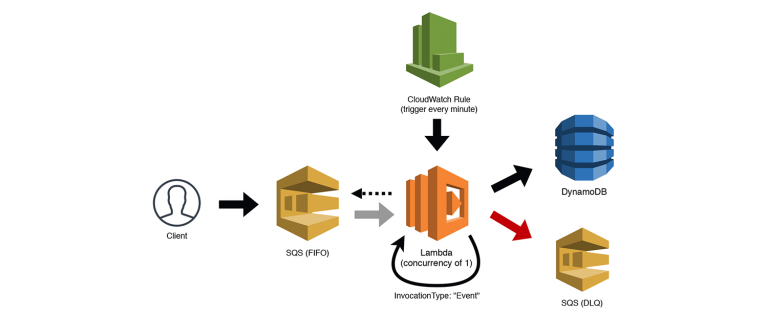 CloudWatch Rule
(trigger every minute)
DynamoDB
Client
SQS (FIFO)
Lambda
(concurrency of 1)
InvocationType: "Event"
SQS (DLQ)